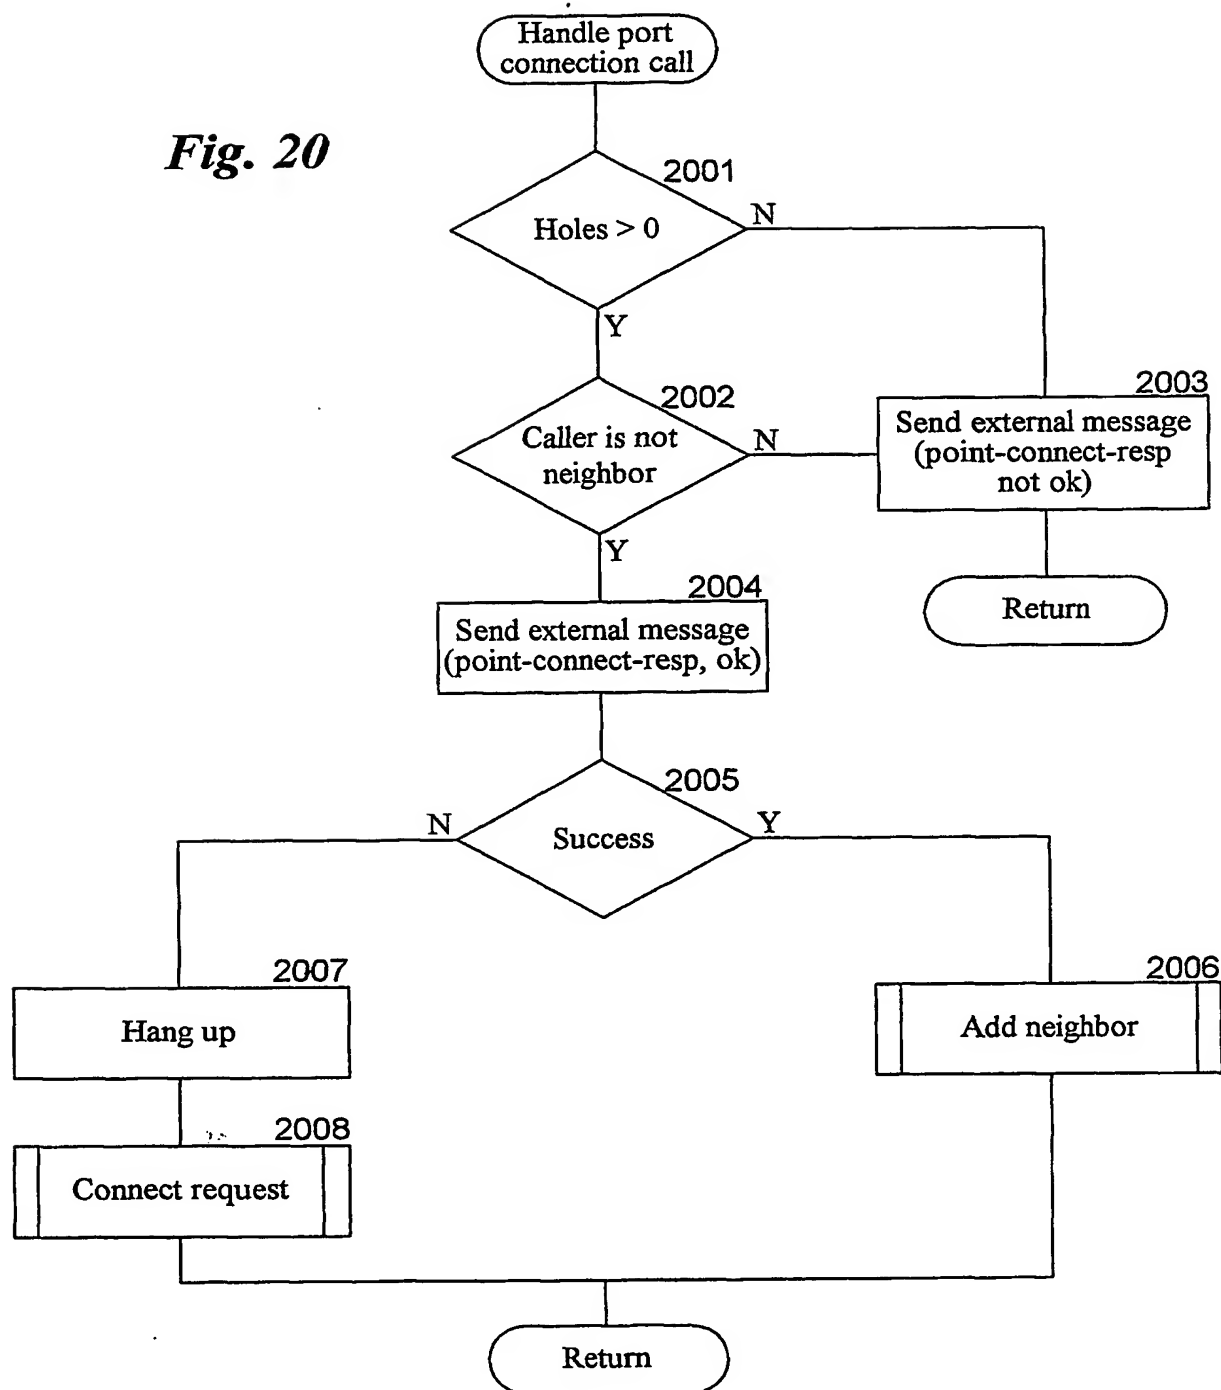 Handle port
connection call
Fig. 20
2001
Holes > 0
N
Y
2002
Caller is not
neighbor
N
Y
2003
Send external message
(point-connect-resp
not ok)
Return
2004
Send external message
(point-connect-resp, ok)
2005
Success
N
Y
2007
Hang up
2006
Add neighbor
2008
Connect request
Return